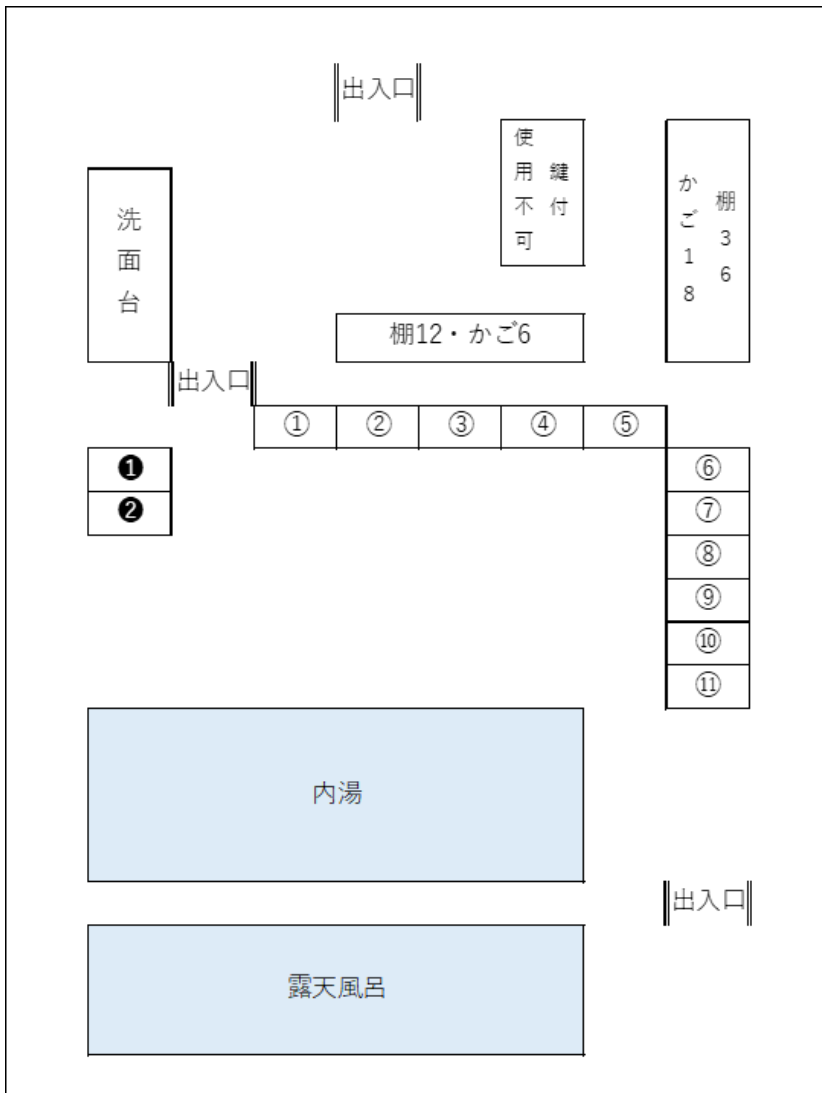 出入口
使用不可
鍵付
棚36
かご18
洗面台
棚12・かご6
出入口
①
②
③
④
⑤
❶
❷
⑥
⑦
⑧
⑨
⑩
⑪
内湯
出入口
露天風呂